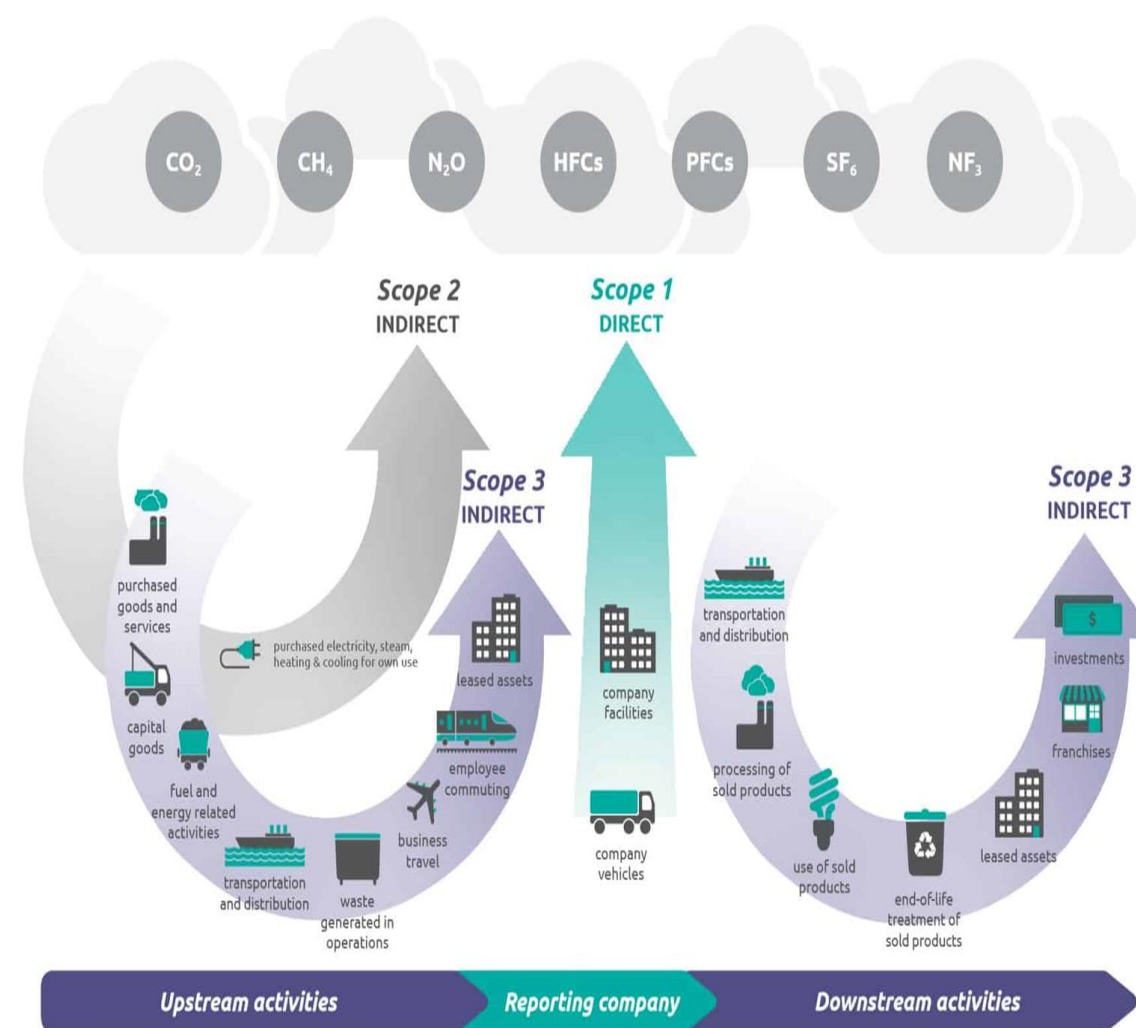 CO₂
CH₄
N₂O
HFCs
PFCs
SF₆
NF₃
Scope 2
INDIRECT
Scope 1
DIRECT
Scope 3
INDIRECT
Scope 3
INDIRECT
purchased
goods and
services
capital
goods
fuel and
energy related
activities
transportation
and distribution
waste
generated in
operations
business
travel
employee
commuting
leased assets
purchased electricity, steam,
heating & cooling for own use
company
facilities
company
vehicles
transportation
and distribution
processing of
sold products
use of sold
products
end-of-life
treatment of
sold products
leased assets
franchises
$
investments
Upstream activities
Reporting company
Downstream activities